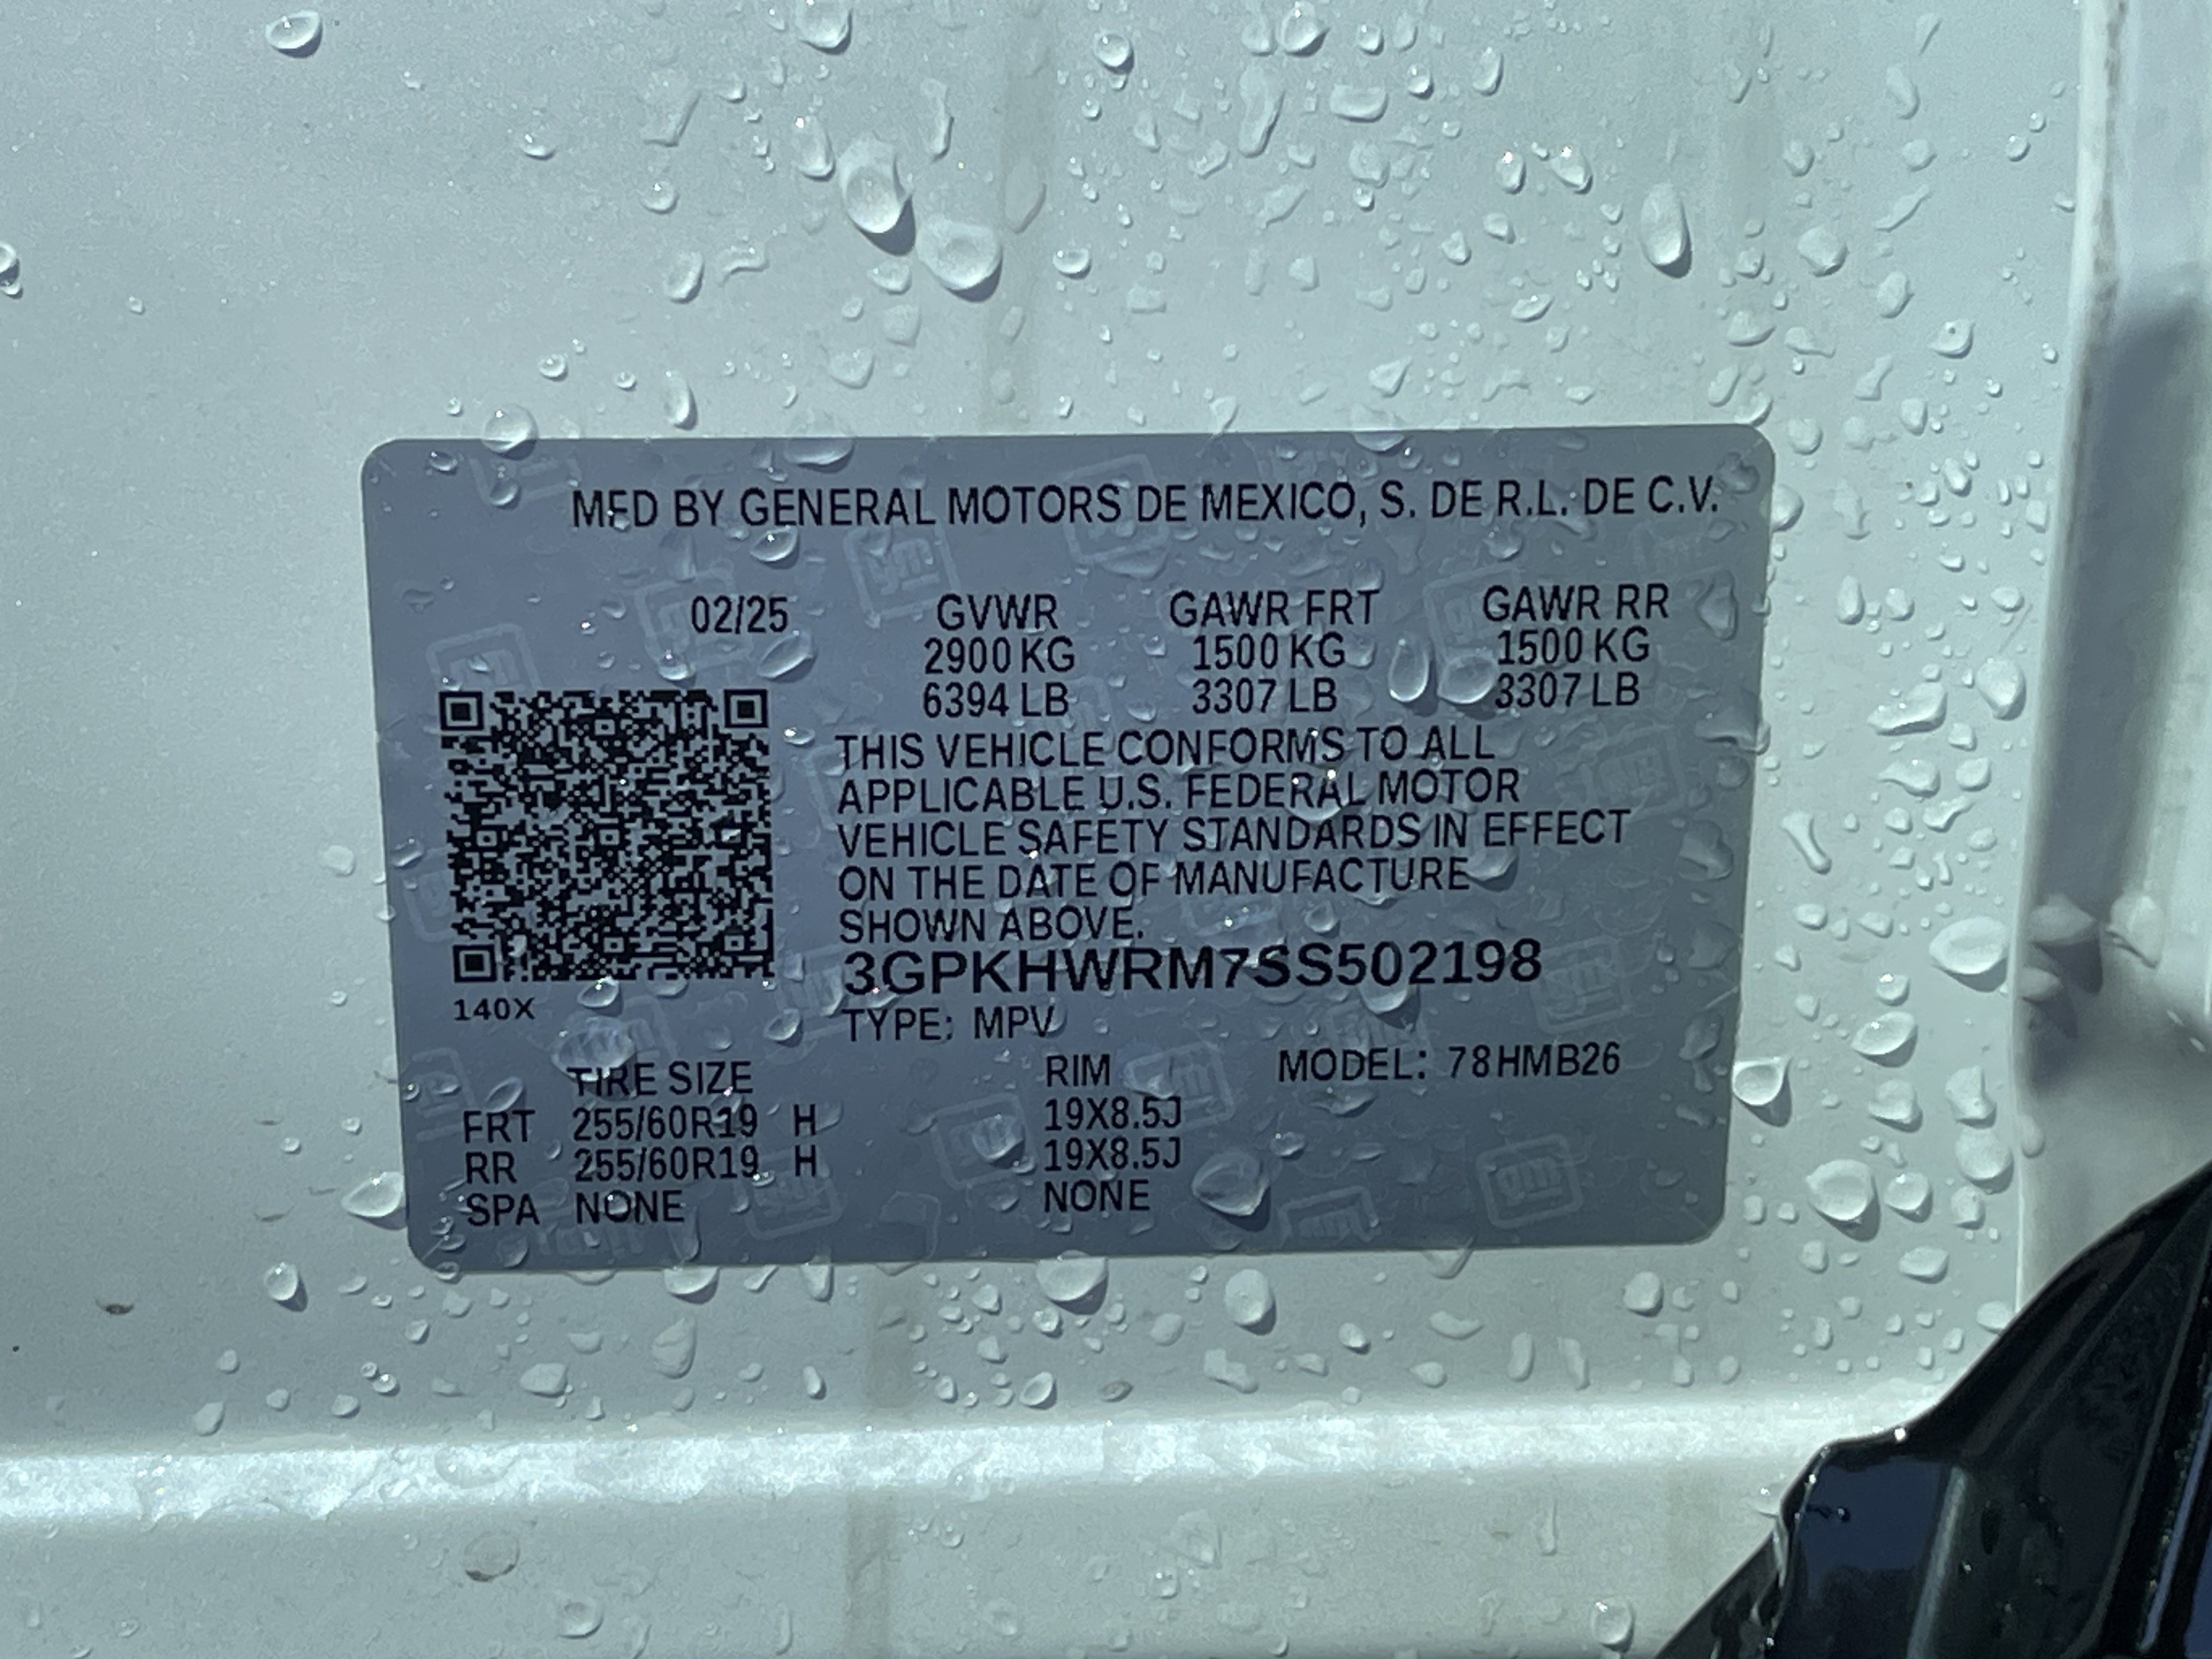 MFD BY GENERAL MOTORS DE MEXICO, S. DE R.L. DE C.V.
02/25 GVWR GAWR FRT GAWR RR
2900 KG 1500 KG 1500 KG
6394 LB 3307 LB 3307 LB
THIS VEHICLE CONFORMS TO ALL
APPLICABLE U.S. FEDERAL MOTOR
VEHICLE SAFETY STANDARDS IN EFFECT
ON THE DATE OF MANUFACTURE
SHOWN ABOVE.
3GPKHWRM7SS502198
140X
TYPE: MPV
TIRE SIZE RIM MODEL: 78HMB26
FRT 255/60R19 H 19X8.5J
RR 255/60R19 H 19X8.5J
SPA NONE NONE